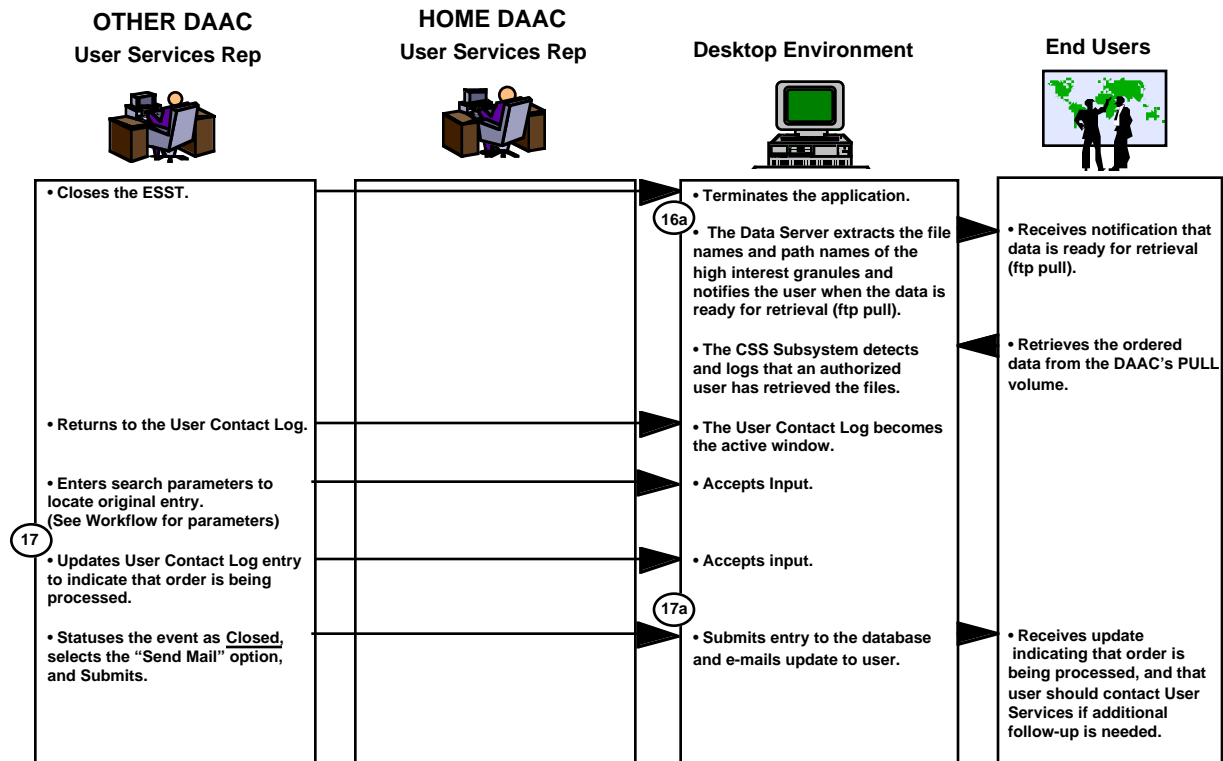 OTHER DAAC
User Services Rep
HOME DAAC
User Services Rep
Desktop Environment
End Users
• Closes the ESST.
• Returns to the User Contact Log.
• Enters search parameters to
locate original entry.
(See Workflow for parameters)
17
• Updates User Contact Log entry
to indicate that order is being
processed.
• Statuses the event as Closed,
selects the “Send Mail” option,
and Submits.
• Terminates the application.
16a
• The Data Server extracts the file
names and path names of the
high interest granules and
notifies the user when the data is
ready for retrieval (ftp pull).
• The CSS Subsystem detects
and logs that an authorized
user has retrieved the files.
• The User Contact Log becomes
the active window.
• Accepts Input.
• Accepts input.
17a
• Submits entry to the database
and e-mails update to user.
• Receives notification that
data is ready for retrieval
(ftp pull).
• Retrieves the ordered
data from the DAAC’s PULL
volume.
• Receives update
indicating that order is
being processed, and that
user should contact User
Services if additional
follow-up is needed.